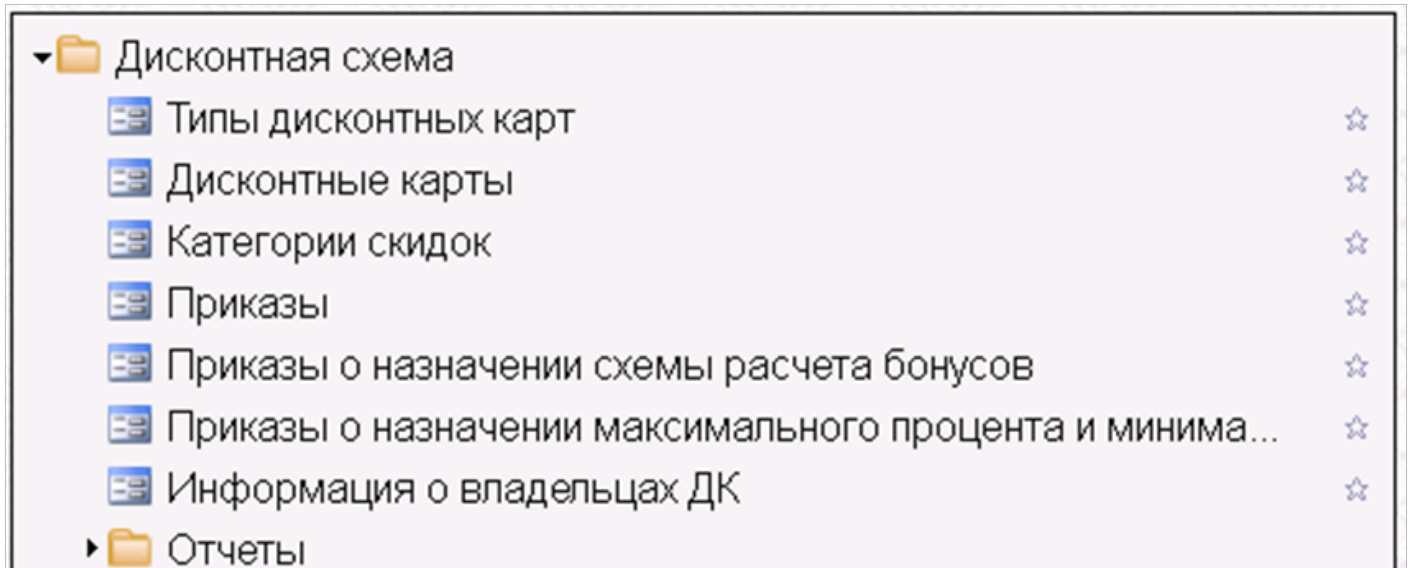 Дисконтная схема
Типы дисконтных карт
Дисконтные карты
Категории скидок
Приказы
Приказы о назначении схемы расчета бонусов
Приказы о назначении максимального процента и минима...
Информация о владельцах ДК
Отчеты